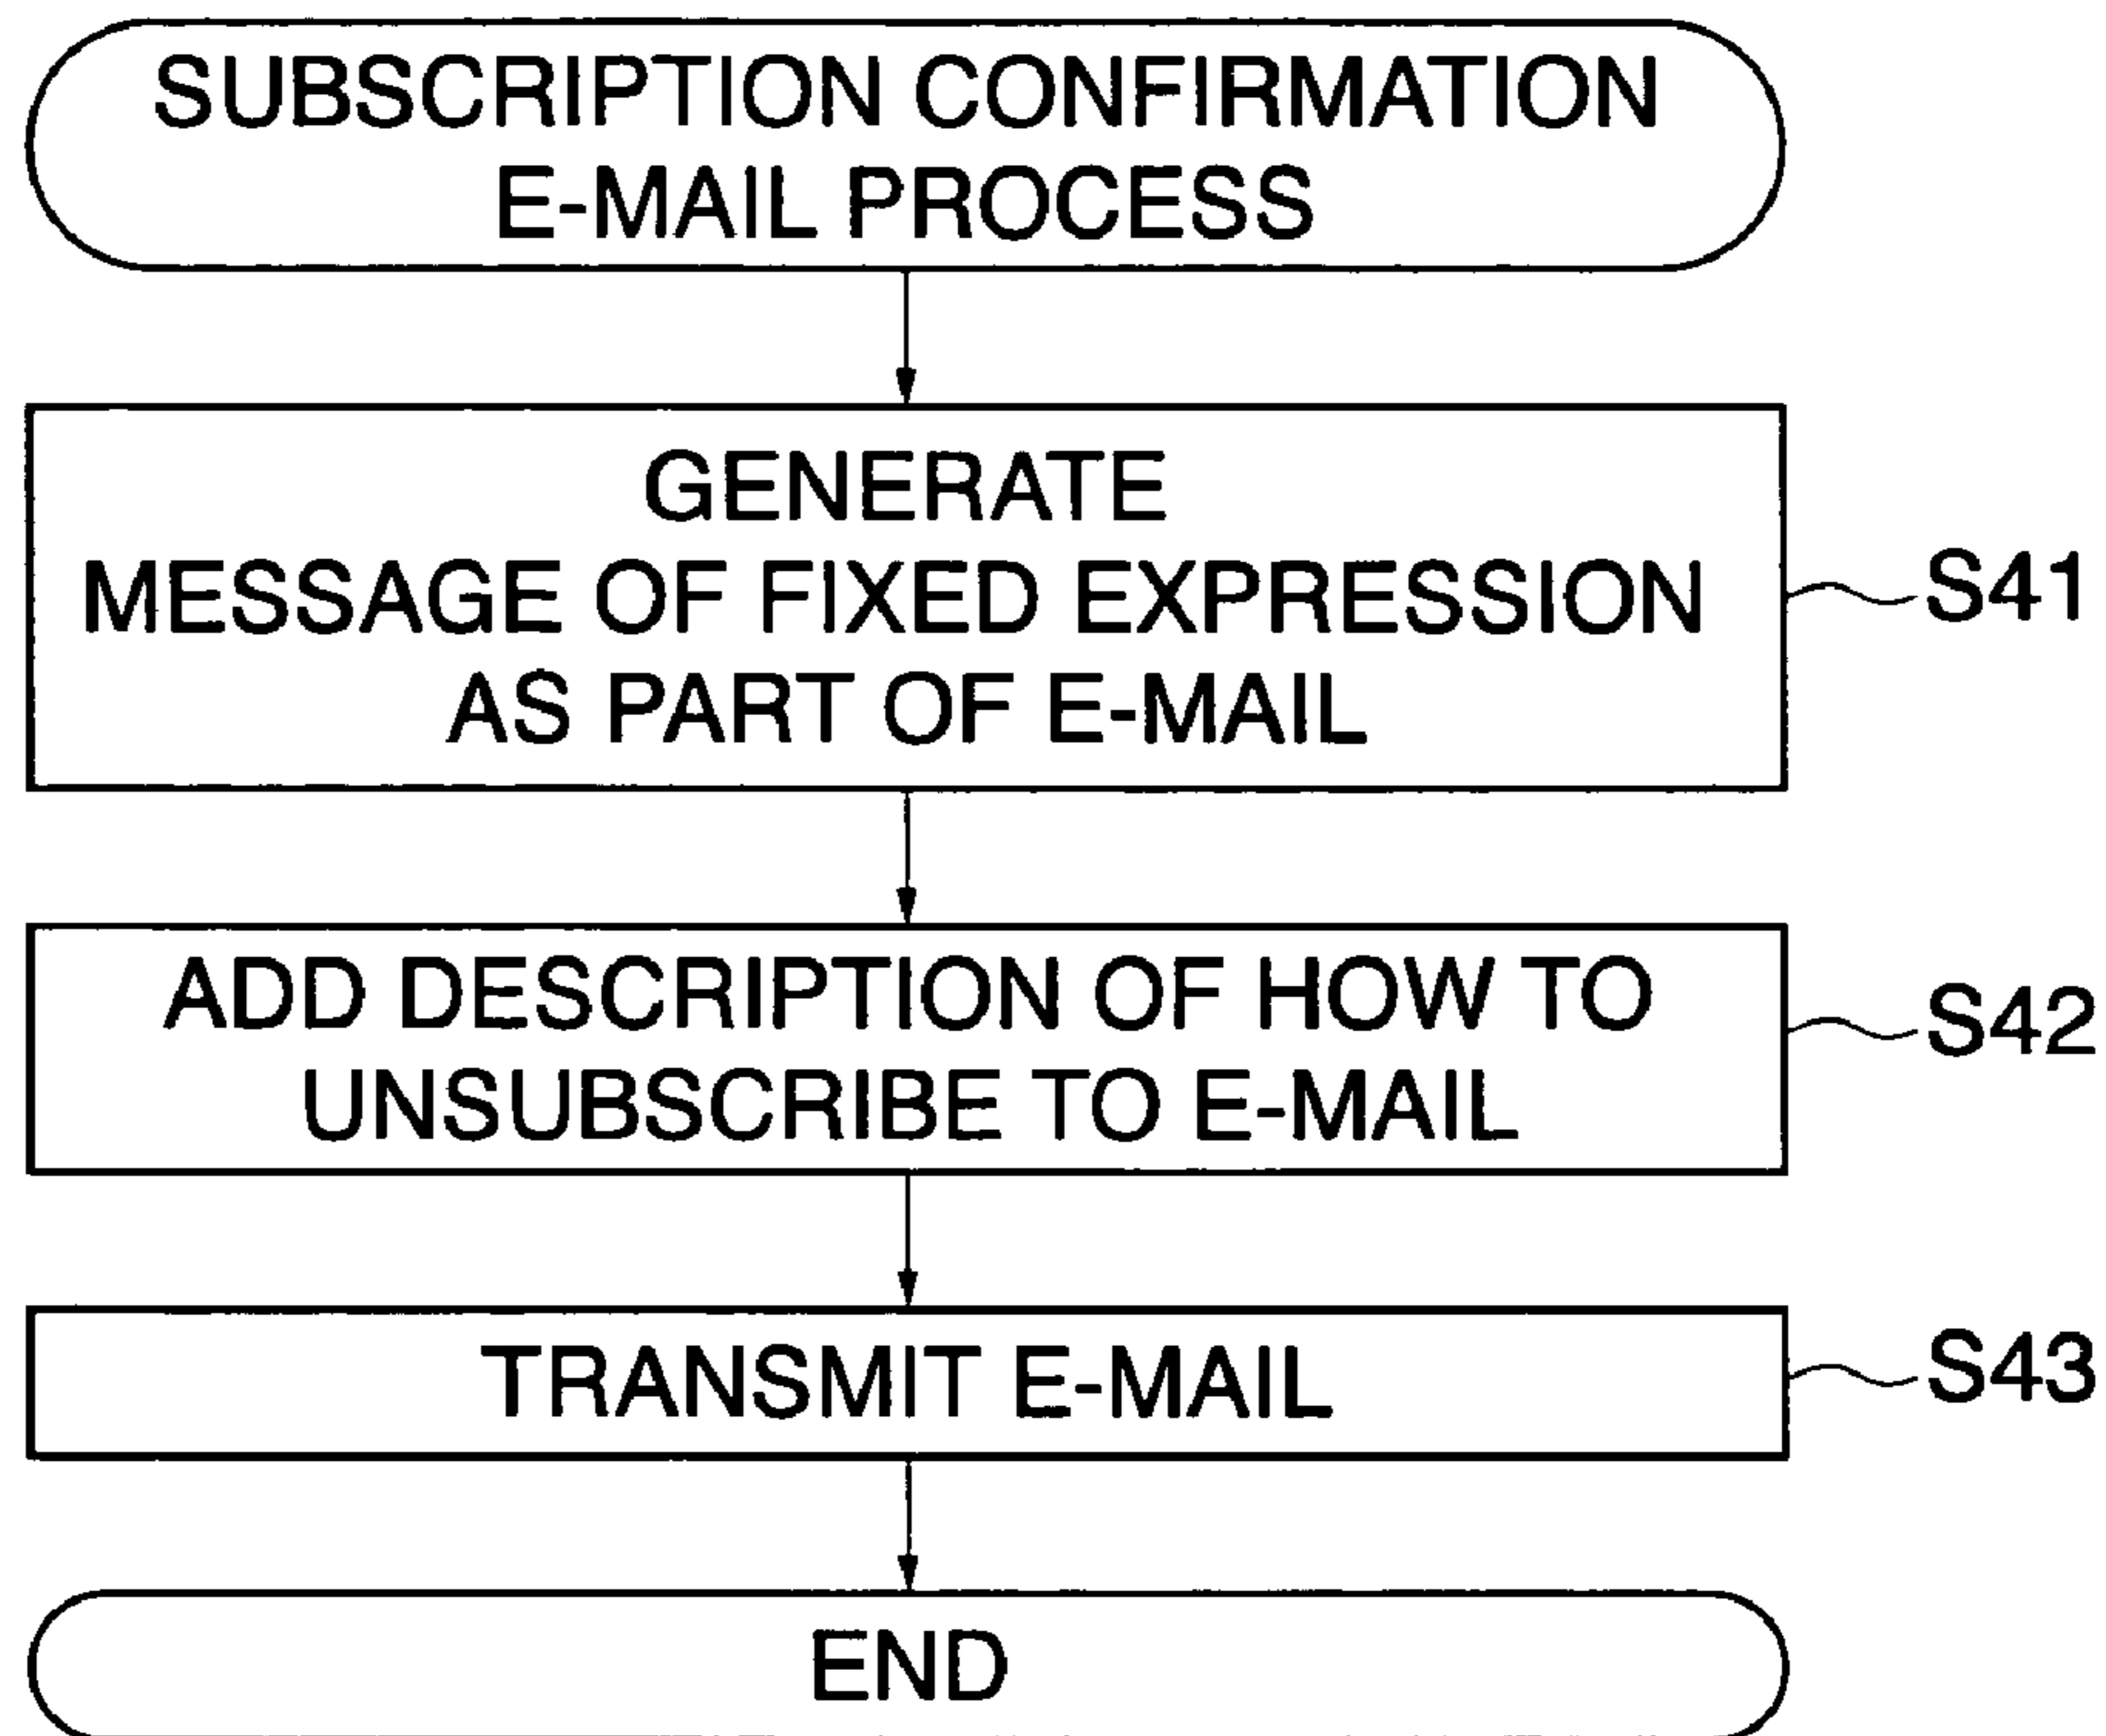 SUBSCRIPTION CONFIRMATION
E-MAIL PROCESS
GENERATE
MESSAGE OF FIXED EXPRESSION
AS PART OF E-MAIL
S41
ADD DESCRIPTION OF HOW TO
UNSUBSCRIBE TO E-MAIL
S42
TRANSMIT E-MAIL
S43
END